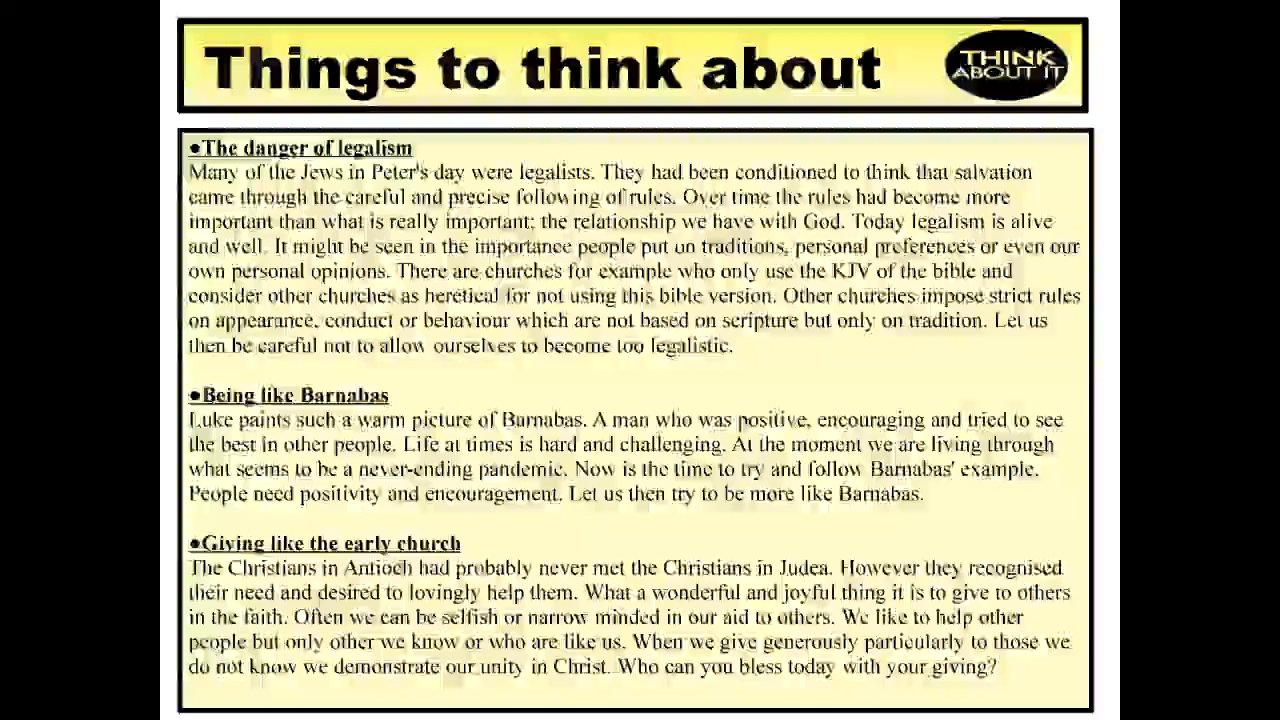 Things to think about
THINK
ABOUT IT
●The danger of legalism
Many of the Jews in Peter's day were legalists. They had been conditioned to think that salvation
came through the careful and precise following of rules. Over time the rules had become more
important than what is really important; the relationship we have with God. Today legalism is alive
and well. It might be seen in the importance people put on traditions, personal preferences or even our
own personal opinions. There are churches for example who only use the KJV of the bible and
consider other churches as heretical for not using this bible version. Other churches impose strict rules
on appearance, conduct or behaviour which are not based on scripture but only on tradition. Let us
then be careful not to allow ourselves to become too legalistic.
●Being like Barnabas
Luke paints such a warm picture of Barnabas. A man who was positive, encouraging and tried to see
the best in other people. Life at times is hard and challenging. At the moment we are living through
what seems to be a never-ending pandemic. Now is the time to try and follow Barnabas' example.
People need positivity and encouragement. Let us then try to be more like Barnabas.
●Giving like the early church
The Christians in Antioch had probably never met the Christians in Judea. However they recognised
their need and desired to lovingly help them. What a wonderful and joyful thing it is to give to others
in the faith. Often we can be selfish or narrow minded in our aid to others. We like to help other
people but only other we know or who are like us. When we give generously particularly to those we
do not know we demonstrate our unity in Christ. Who can you bless today with your giving?